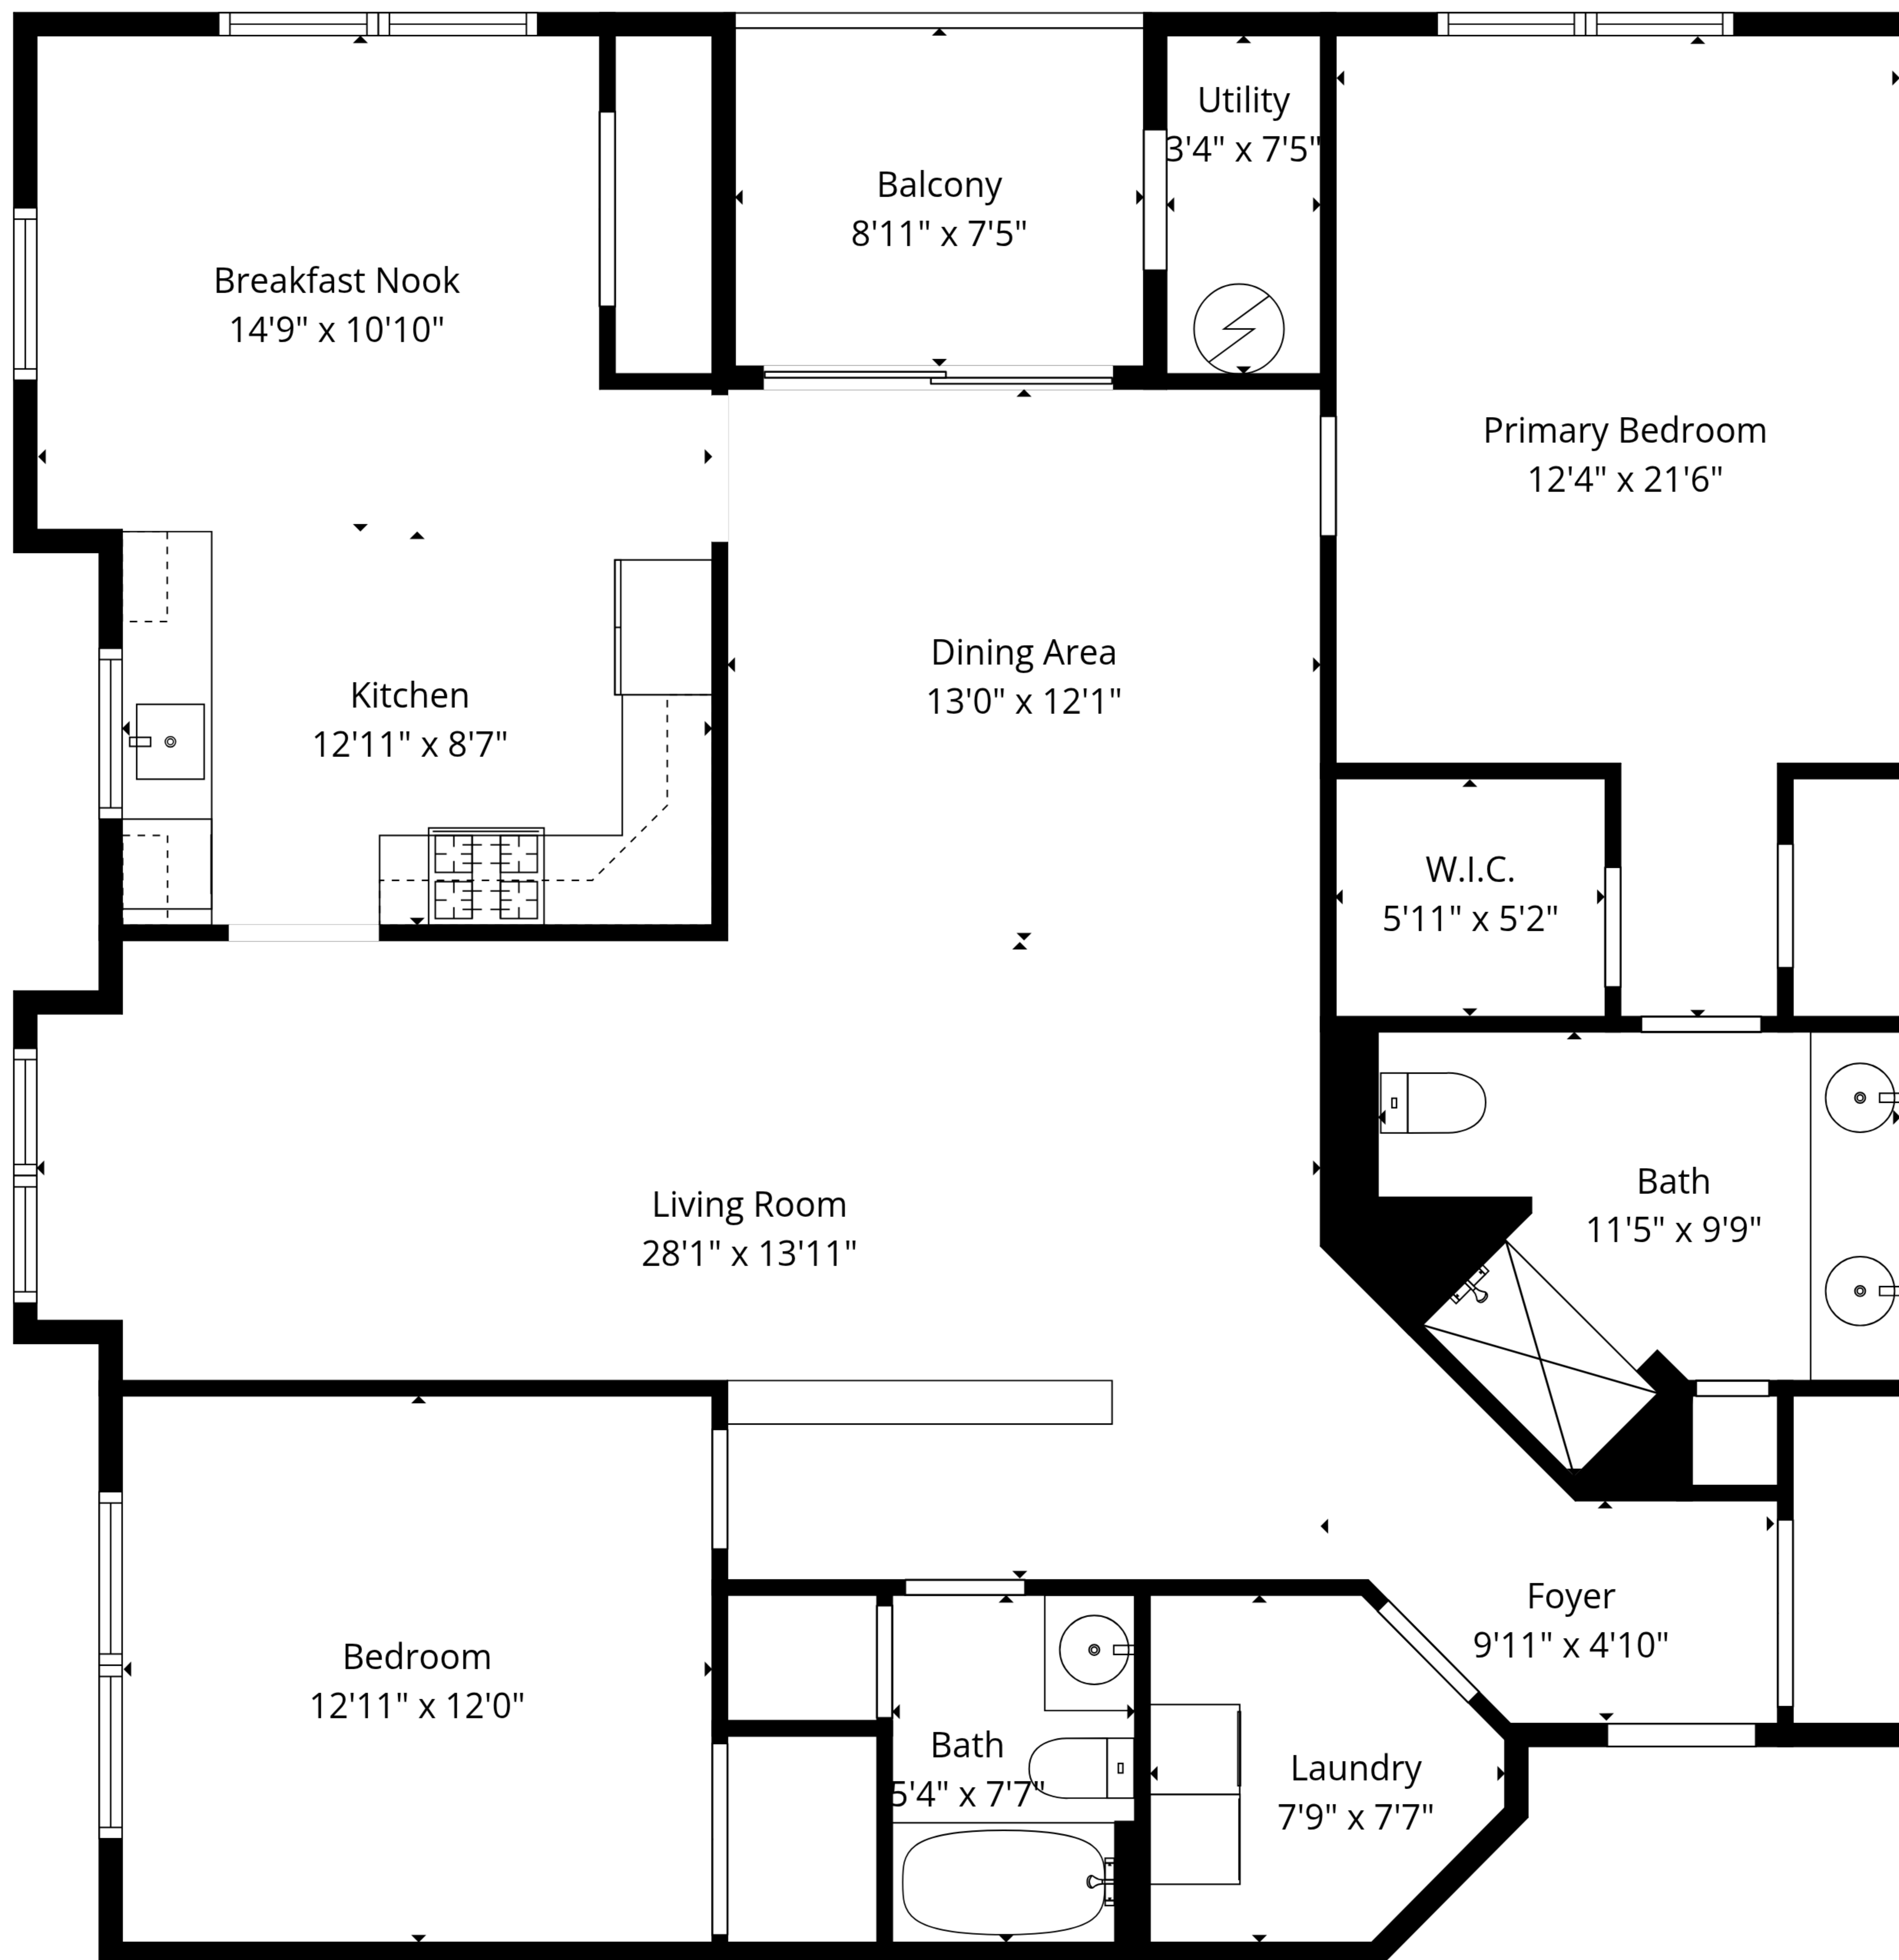 Utility
3'4" x 7'5"
Balcony
8'11" x 7'5"
Breakfast Nook
14'9" x 10'10"
Primary Bedroom
12'4" x 21'6"
Dining Area
13'0" x 12'1"
Kitchen
12'11" x 8'7"
W.I.C.
5'11" x 5'2"
Bath
11'5" x 9'9"
Living Room
28'1" x 13'11"
Foyer
9'11" x 4'10"
Bedroom
12'11" x 12'0"
Bath
5'4" x 7'7"
Laundry
7'9" x 7'7"